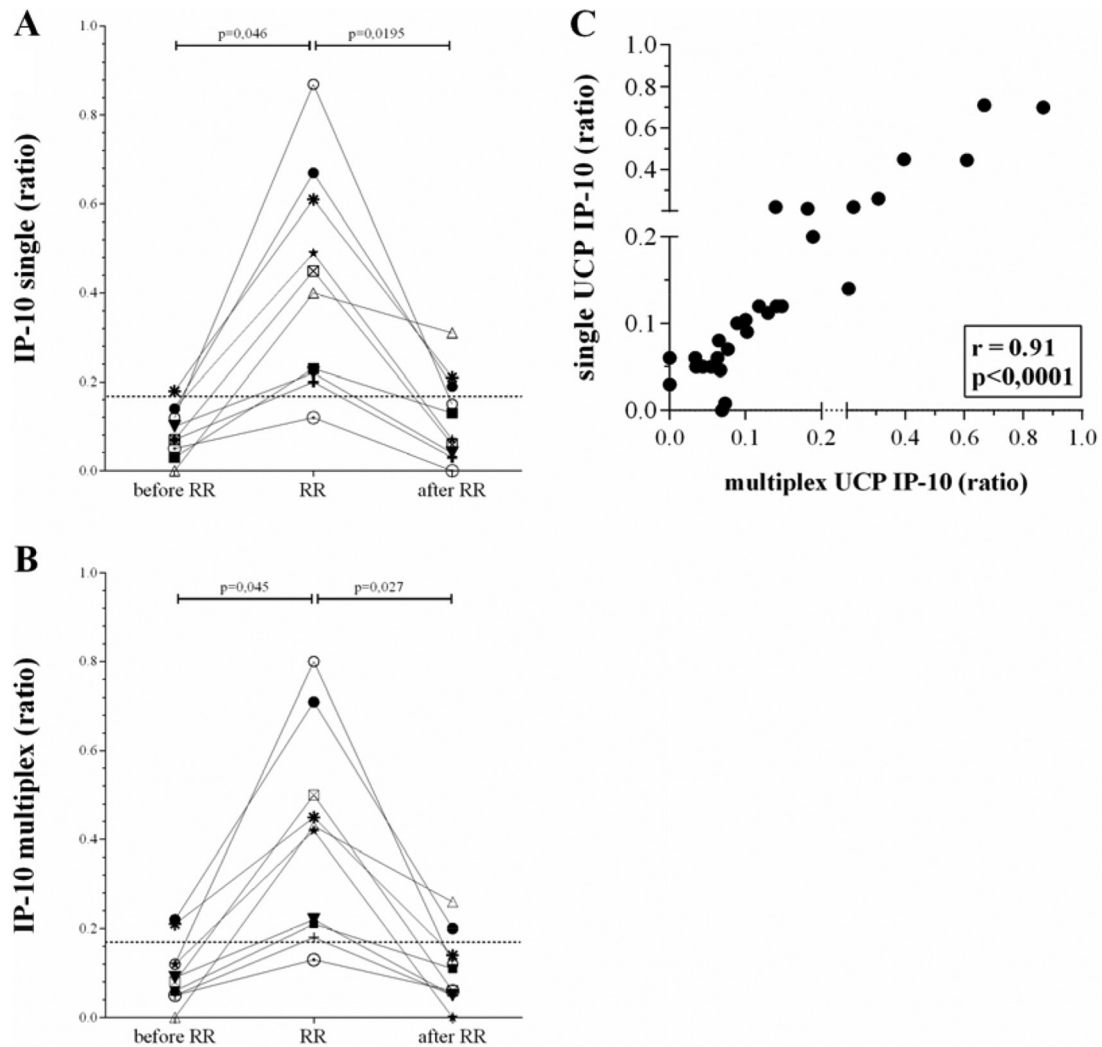 A
IP-10 single (ratio)
1.0
0.8
0.6
0.4
0.2
0.0
p=0,046
p=0,0195
before RR
RR
after RR
B
IP-10 multiplex (ratio)
1.0
0.8
0.6
0.4
0.2
0.0
p=0,045
p=0,027
before RR
RR
after RR
C
single UCP IP-10 (ratio)
1.0
0.8
0.6
0.4
0.2
0.1
0.0
r = 0.91
p<0,0001
0.0
0.1
0.2
0.4
0.6
0.8
1.0
multiplex UCP IP-10 (ratio)